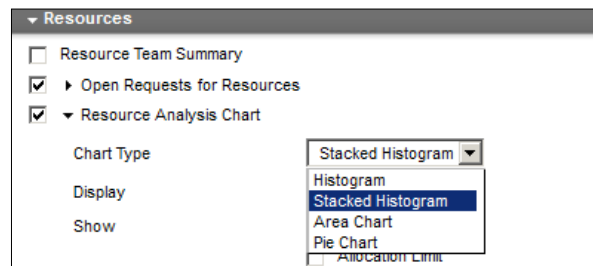 Resources
Resource Team Summary
Open Requests for Resources
Resource Analysis Chart
Chart Type Stacked Histogram
Histogram
Display
Stacked Histogram
Show
Area Chart
Pie Chart
Allocation Limit